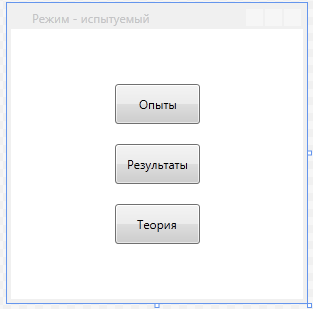 Режим - испытуемый
Опыты
Результаты
Теория